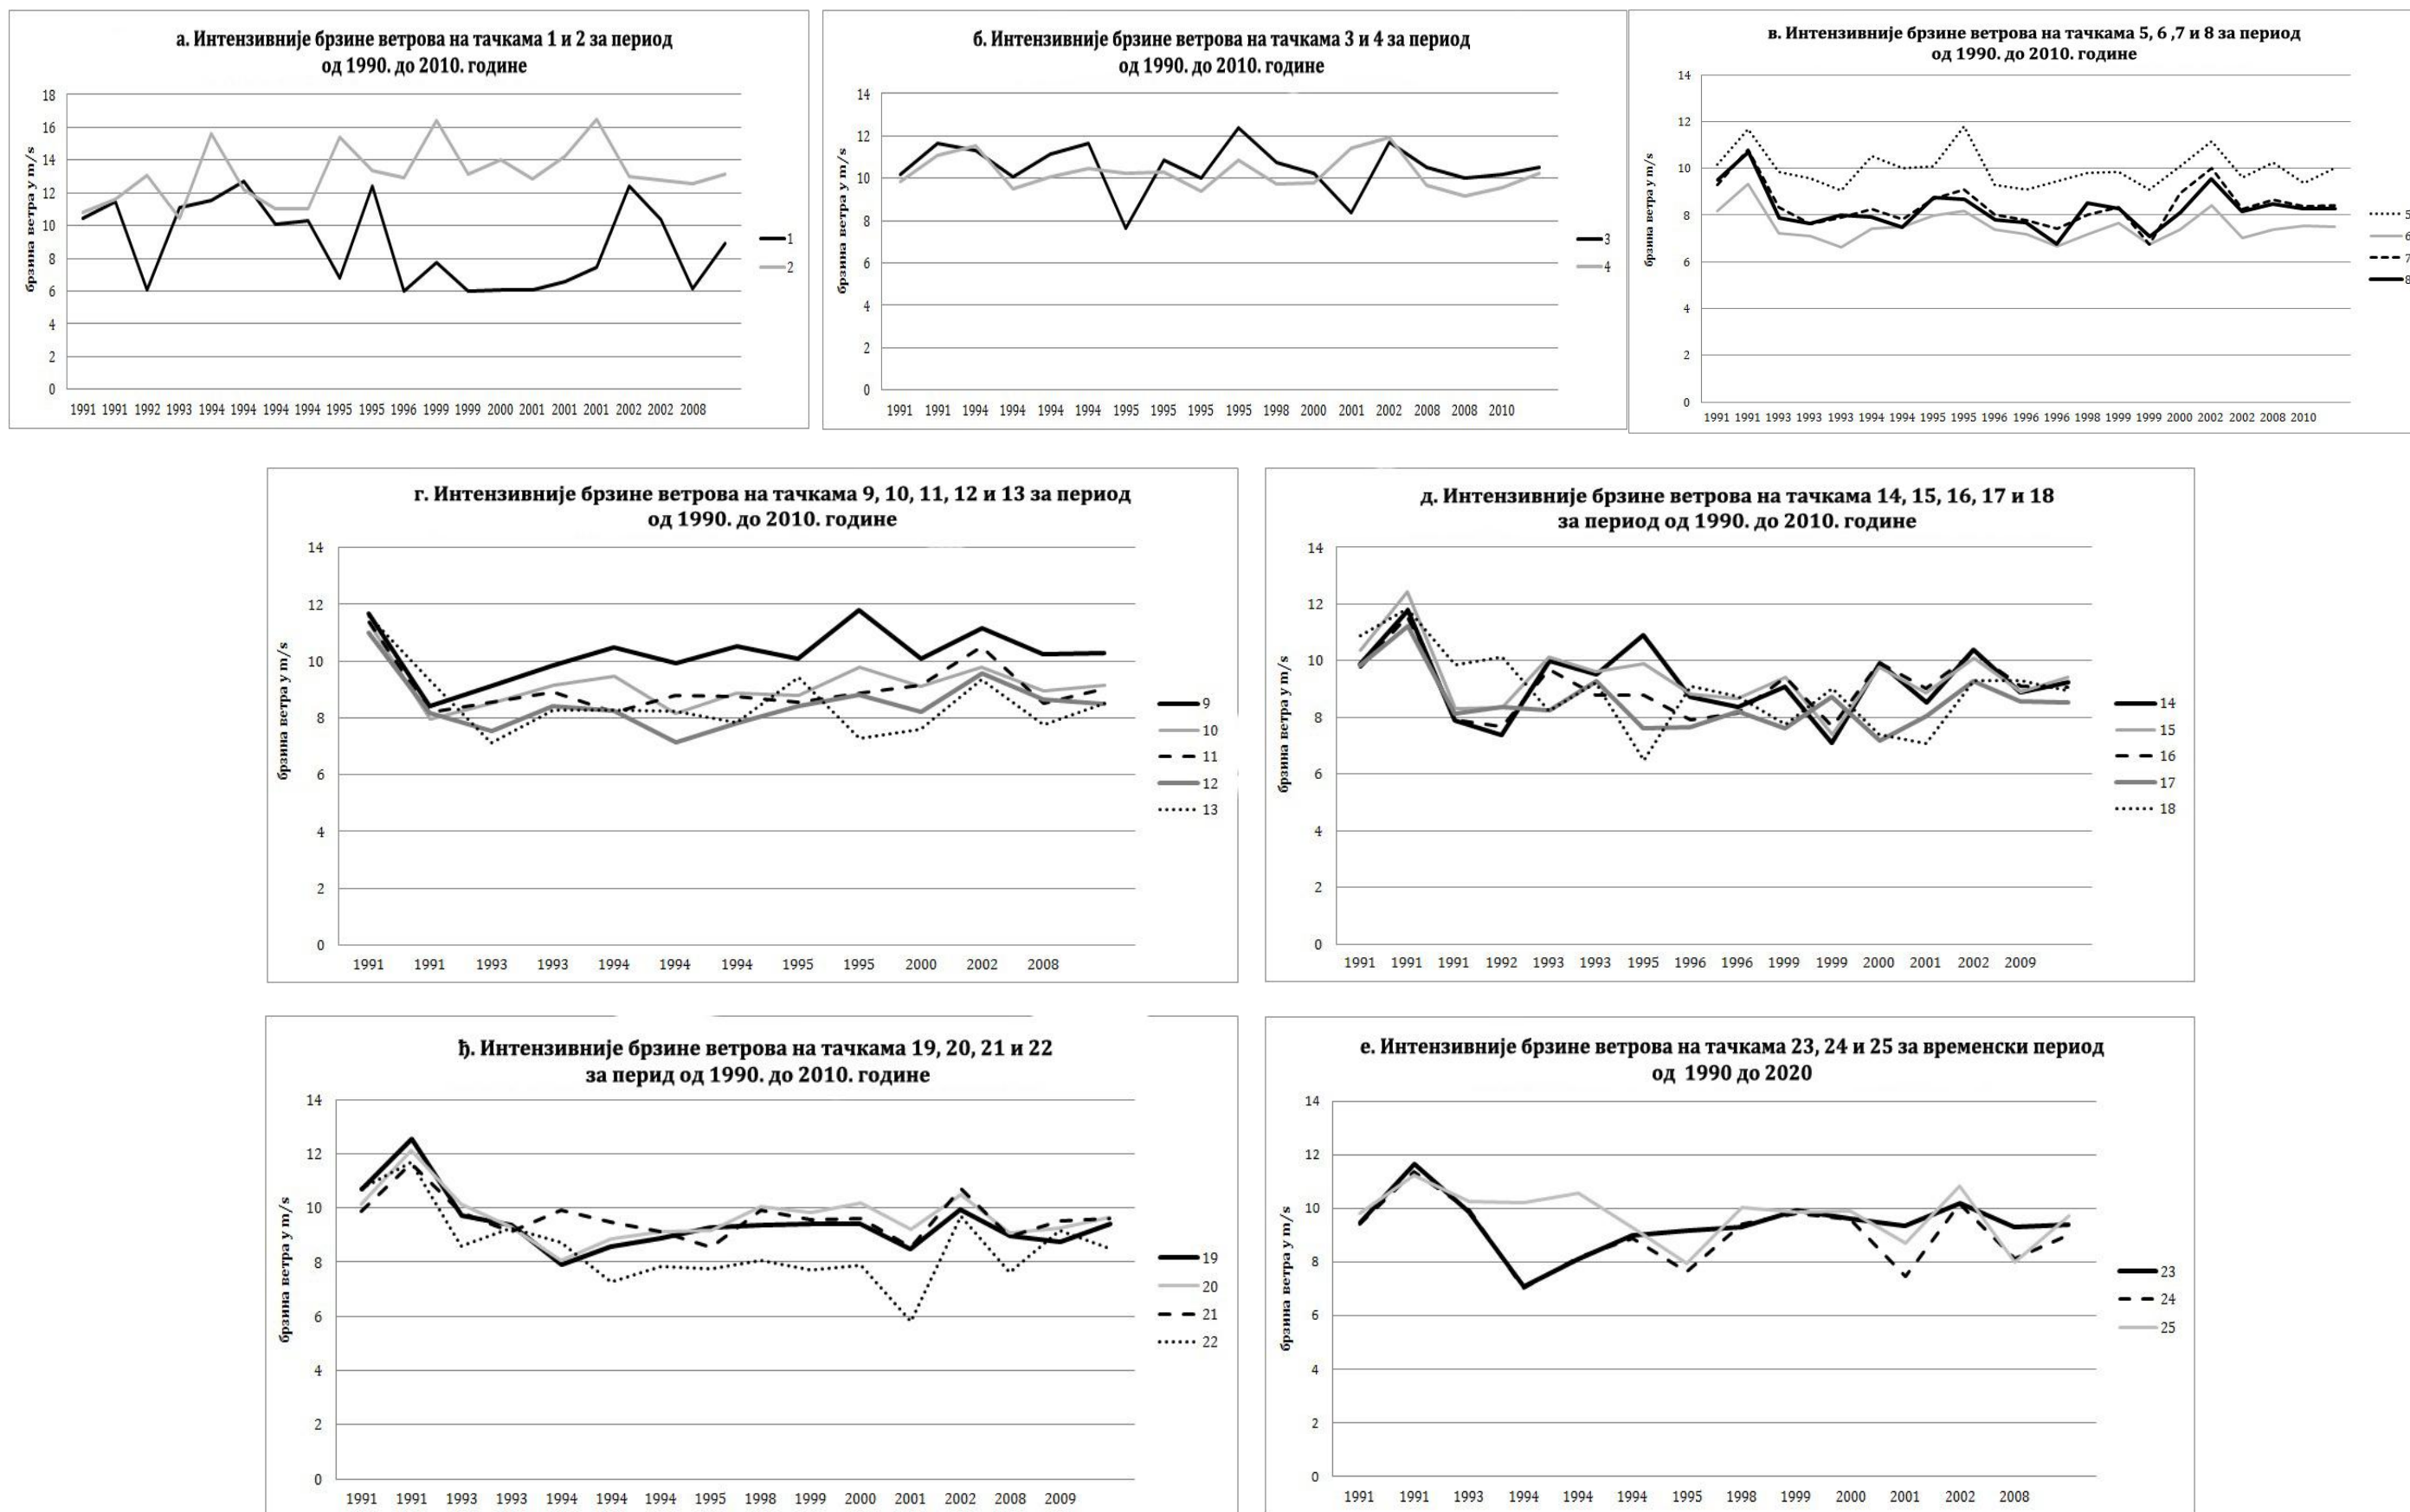 а. Интензивније брзине ветрова на тачкама 1 и 2 за период
од 1990. до 2010. године
брзина ветра у m/s
18
16
14
12
10
8
6
4
2
0
1991 1991 1992 1993 1994 1994 1994 1994 1995 1995 1996 1999 1999 2000 2001 2001 2001 2002 2002 2008
1
2
б. Интензивније брзине ветрова на тачкама 3 и 4 за период
од 1990. до 2010. године
брзина ветра у m/s
14
12
10
8
6
4
2
0
1991 1991 1994 1994 1994 1994 1995 1995 1995 1995 1998 2000 2001 2002 2008 2008 2010
3
4
в. Интензивније брзине ветрова на тачкама 5, 6 ,7 и 8 за период
од 1990. до 2010. године
брзина ветра у m/s
14
12
10
8
6
4
2
0
1991 1991 1993 1993 1993 1994 1994 1995 1995 1996 1996 1996 1998 1999 1999 2000 2002 2002 2008 2010
5
6
7
8
г. Интензивније брзине ветрова на тачкама 9, 10, 11, 12 и 13 за период
од 1990. до 2010. године
брзина ветра у m/s
14
12
10
8
6
4
2
0
1991 1991 1993 1993 1994 1994 1994 1995 1995 2000 2002 2008
9
10
11
12
13
д. Интензивније брзине ветрова на тачкама 14, 15, 16, 17 и 18
за период од 1990. до 2010. године
брзина ветра у m/s
14
12
10
8
6
4
2
0
1991 1991 1991 1992 1993 1993 1995 1996 1996 1999 1999 2000 2001 2002 2009
14
15
16
17
18
ђ. Интензивније брзине ветрова на тачкама 19, 20, 21 и 22
за перид од 1990. до 2010. године
брзина ветра у m/s
14
12
10
8
6
4
2
0
1991 1991 1993 1993 1994 1994 1994 1995 1998 1999 2000 2001 2002 2008 2009
19
20
21
22
е. Интензивније брзине ветрова на тачкама 23, 24 и 25 за временски период
од 1990 до 2020
брзина ветра у m/s
14
12
10
8
6
4
2
0
1991 1991 1993 1994 1994 1994 1995 1998 1999 2000 2001 2002 2008
23
24
25